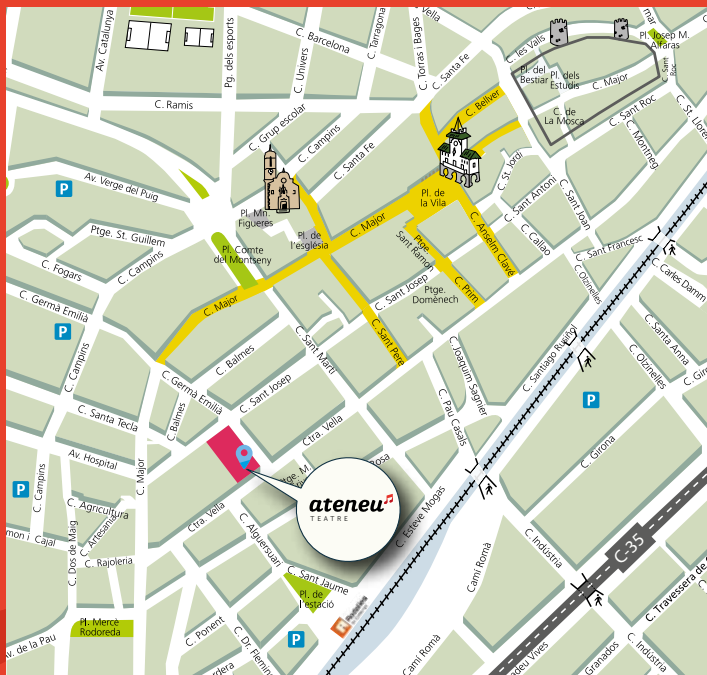 Av. Catalunya
Pg. dels esports
C. Vella
C. Barcelona
C. Tarragona
C. Univers
C. Torras i Bages
C. Santa Fe
C. les Valls
Pl. Josep M.
Alfaras
C. Sant
Roc
Pl. del
Bestiar
Pl. dels
Estudis
C. Major
C. de
La Mosca
C. Sant Roc
C. Montneg
C. Ramis
C. Bellver
C. Grup escolar
C. Campins
C. Santa Fe
C. St. Jordi
C. Sant Antoni
C. Sant Joan
C. Callao
C. Sant Francesc
C. Olzinelles
C. Carles Damm
P
Av. Verge del Puig
Ptge. St. Guillem
C. Campins
C. Fogars
Pl. Mn.
Figueres
Pl. de
l'església
C. Major
Pl. de
la Vila
C. Anselm Clavé
Ptge.
Sant Ramon
C. Prim
C. Sant Josep
Ptge.
Domènech
Pl. Comte
del Montseny
C. Major
C. Germà Emilià
P
C. Campins
C. Balmes
C. Sant Martí
C. Sant Pere
C. Joaquim Sagnier
C. Santiago Rusiñol
C. Santa Anna
C. Olzinelles
C. Germà Emilià
C. Sant Josep
C. Balmes
C. Santa Tecla
Av. Hospital
C. Major
Ctra. Vella
C. Pau Casals
P
C. Girona
P
C. Campins
C. Agricultura
C. Artesania
C. Rajoleria
C. Dos de Maig
Ctra. Vella
ateneu
TEATRE
C. Esteve Mogas
C. Alguersuari
C. Sant Jaume
Pl. de
l'estació
Camí Romà
C. Indústria
C-35
C. Travessera de
Pl. Mercè
Rodoreda
Av. de la Pau
C. Ponent
C. Dr. Fleming
P
Rodalies
Camí Romà
C. Indústria